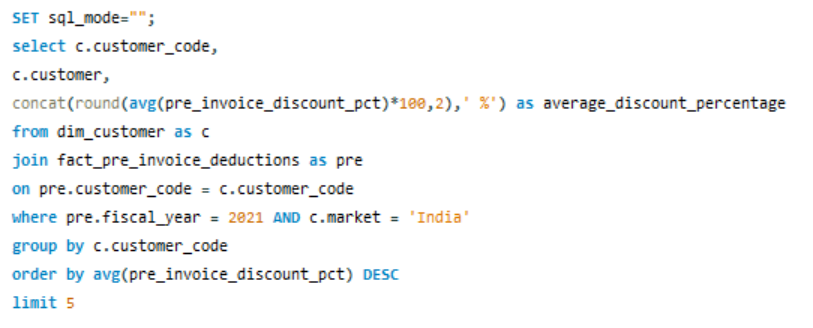 SET sql_mode="";
select c.customer_code,
c.customer,
concat(round(avg(pre_invoice_discount_pct)*100,2),' %') as average_discount_percentage
from dim_customer as c
join fact_pre_invoice_deductions as pre
on pre.customer_code = c.customer_code
where pre.fiscal_year = 2021 AND c.market = 'India'
group by c.customer_code
order by avg(pre_invoice_discount_pct) DESC
limit 5